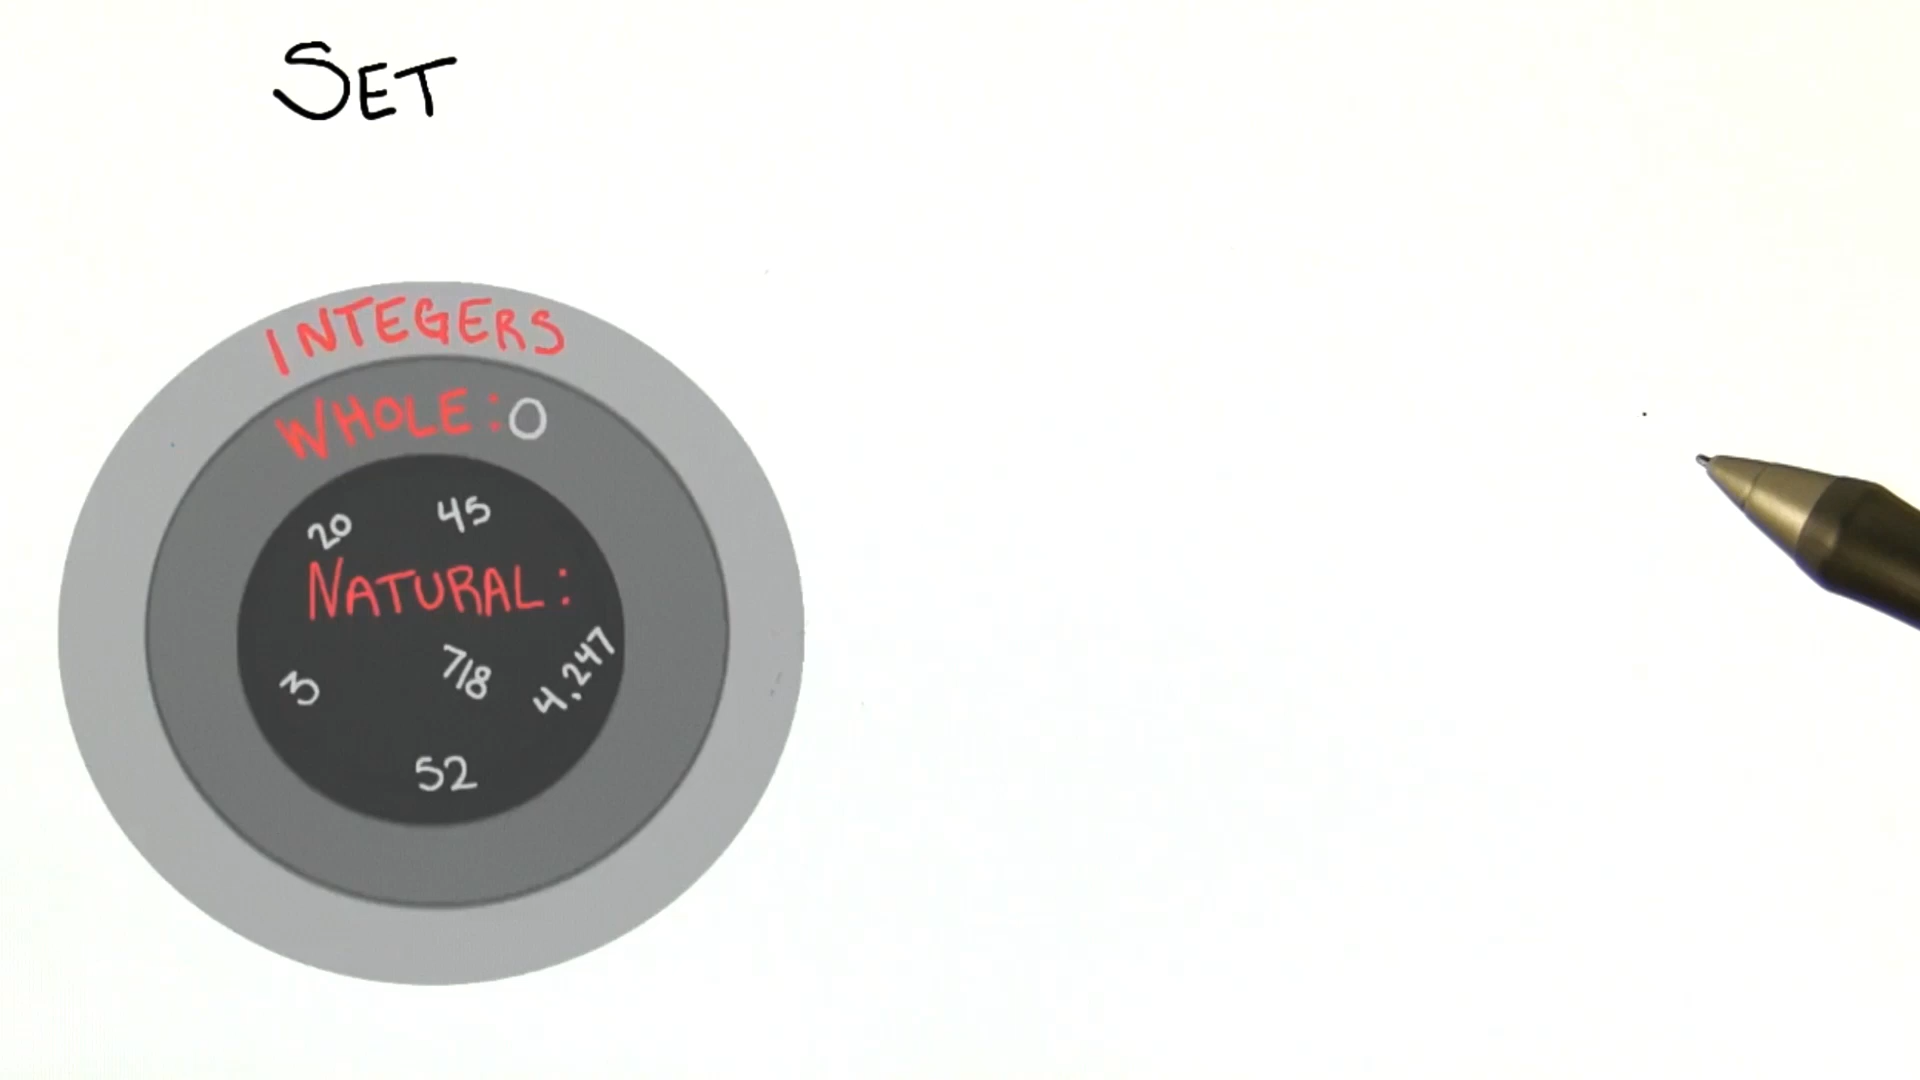 SET
INTEGERS
WHOLE: 0
20 45
NATURAL:
3 718 4,247
52